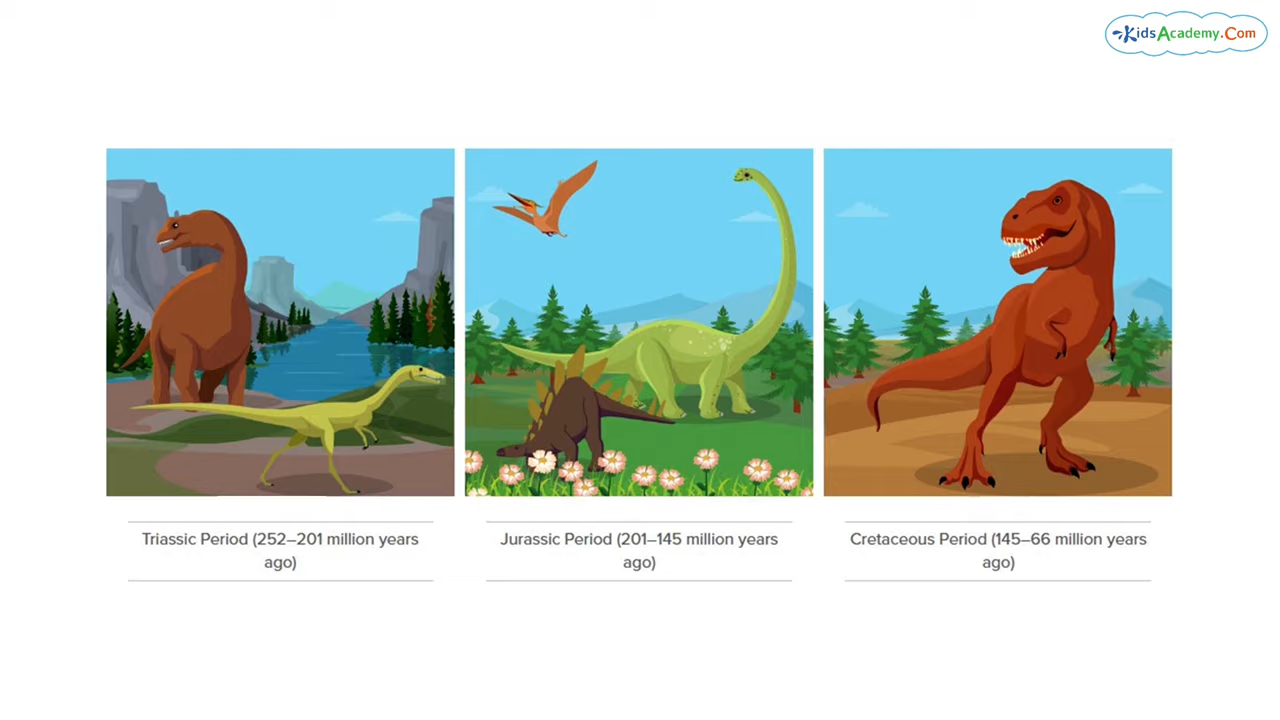 KidsAcademy.Com
Triassic Period (252–201 million years
ago)
Jurassic Period (201–145 million years
ago)
Cretaceous Period (145–66 million years
ago)